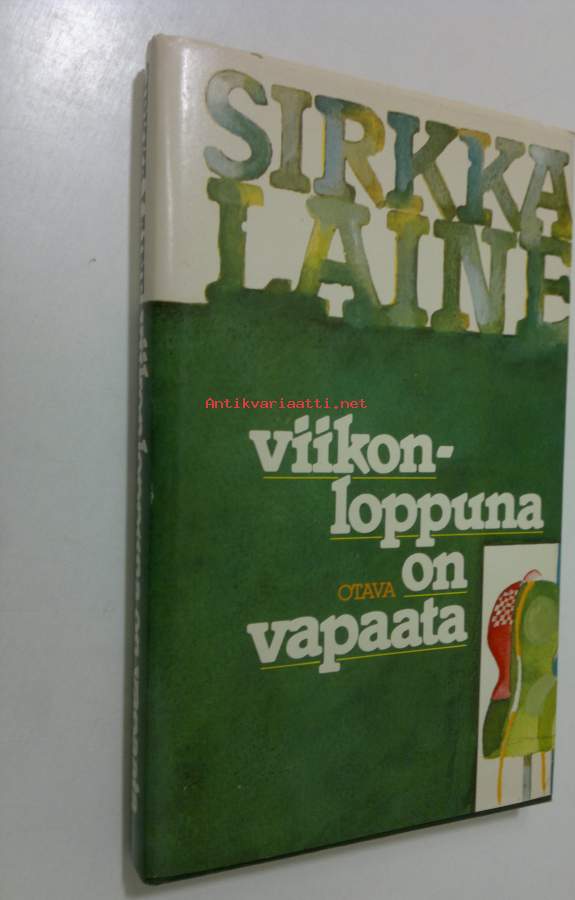 SIRKKA
LAINE
Antikvariaatti.net
viikon-
loppuna
OTAVA on
vapaata